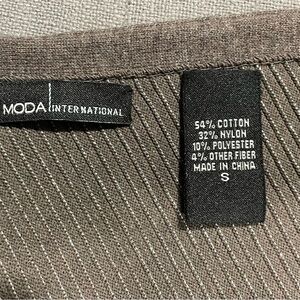 MODA INTERNATIONAL
54% COTTON
32% NYLON
10% POLYESTER
4% OTHER FIBER
MADE IN CHINA
S